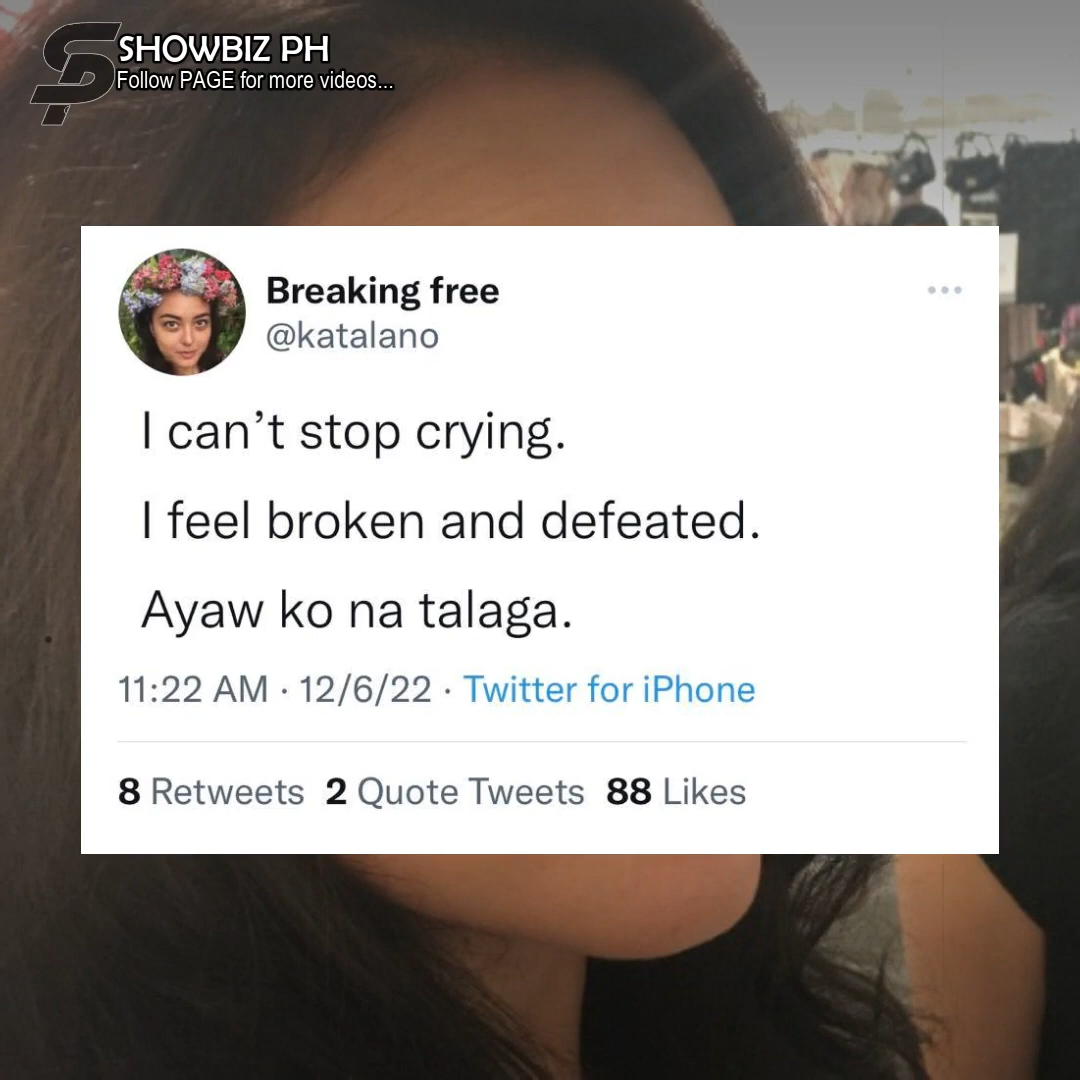 SHOWBIZ PH
Follow PAGE for more videos...
Breaking free
@katalano
I can’t stop crying.
I feel broken and defeated.
Ayaw ko na talaga.
11:22 AM · 12/6/22 · Twitter for iPhone
8 Retweets 2 Quote Tweets 88 Likes